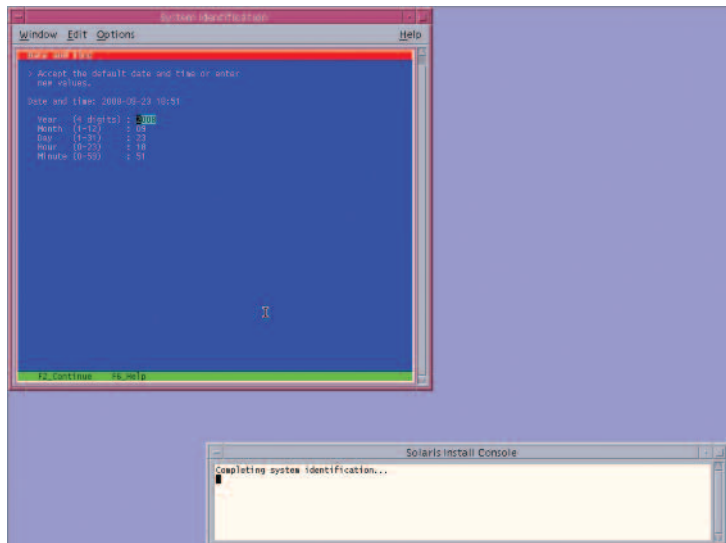 System Identification
Window Edit Options Help
Date and Time
> Accept the default date and time or enter
new values.
Date and time: 2008-09-23 18:51
Year (4 digits) : 2008
Month (1-12) : 09
Day (1-31) : 23
Hour (0-23) : 18
Minute (0-59) : 51
F2_Continue F6_Help
Solaris Install Console
Completing system identification...